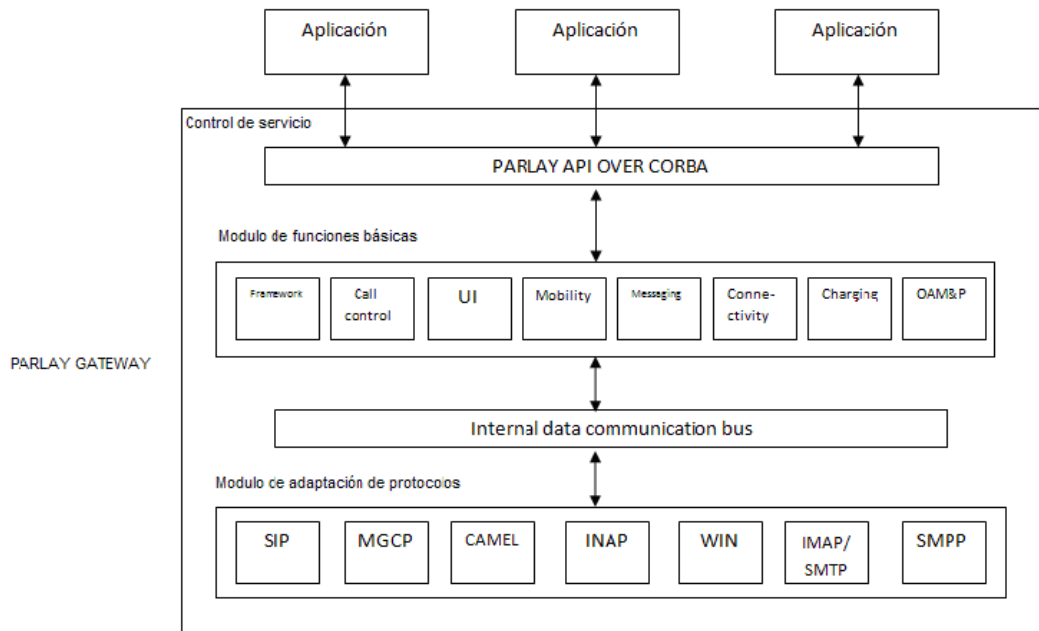 Aplicación
Aplicación
Aplicación
Control de servicio
PARLAY API OVER CORBA
Modulo de funciones básicas
Framework
Call
control
UI
Mobility
Messaging
Conne-
ctivity
Charging
OAM&P
PARLAY GATEWAY
Internal data communication bus
Modulo de adaptación de protocolos
SIP
MGCP
CAMEL
INAP
WIN
IMAP/
SMTP
SMPP